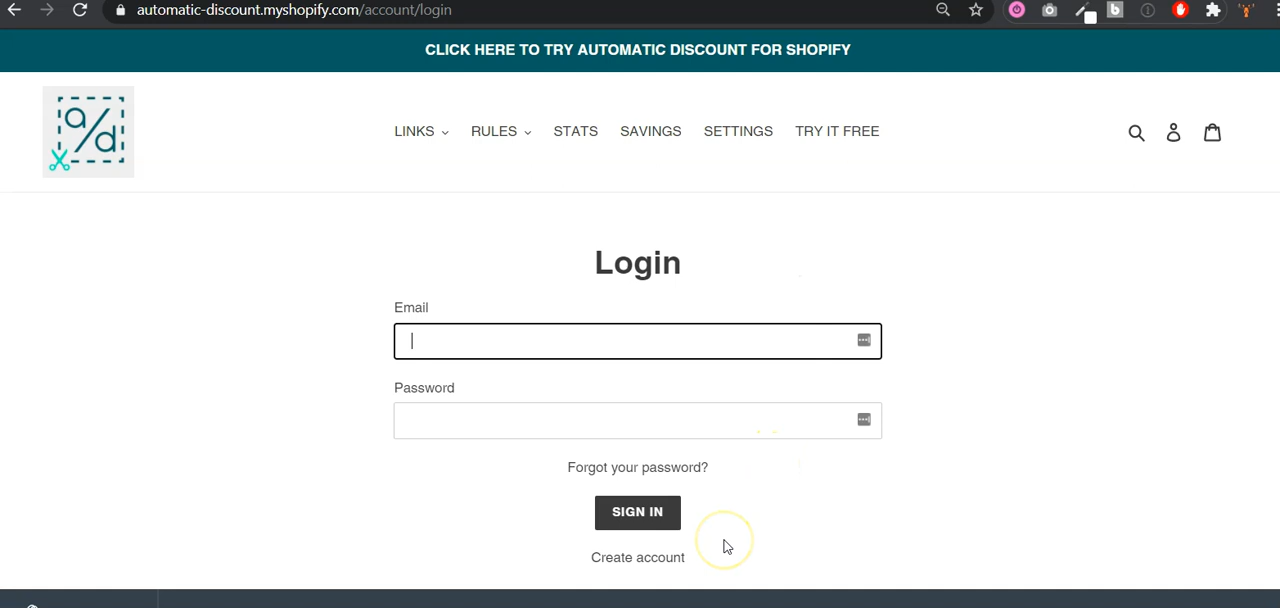 automatic-discount.myshopify.com/account/login
CLICK HERE TO TRY AUTOMATIC DISCOUNT FOR SHOPIFY
a/d
LINKS RULES STATS SAVINGS SETTINGS TRY IT FREE
Login
Email
Password
Forgot your password?
SIGN IN
Create account